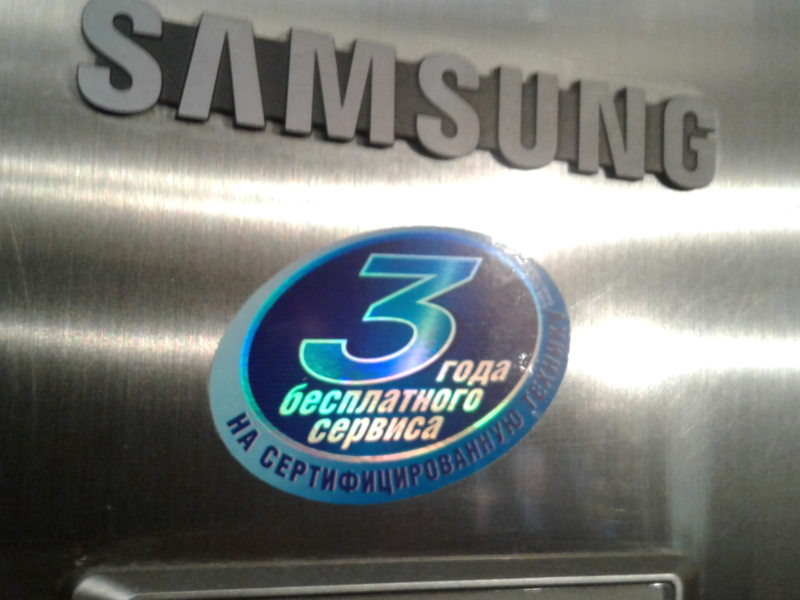 SAMSUNG
3
года
бесплатного
сервиса
НА СЕРТИФИЦИРОВАННУЮ ТЕХНИКУ